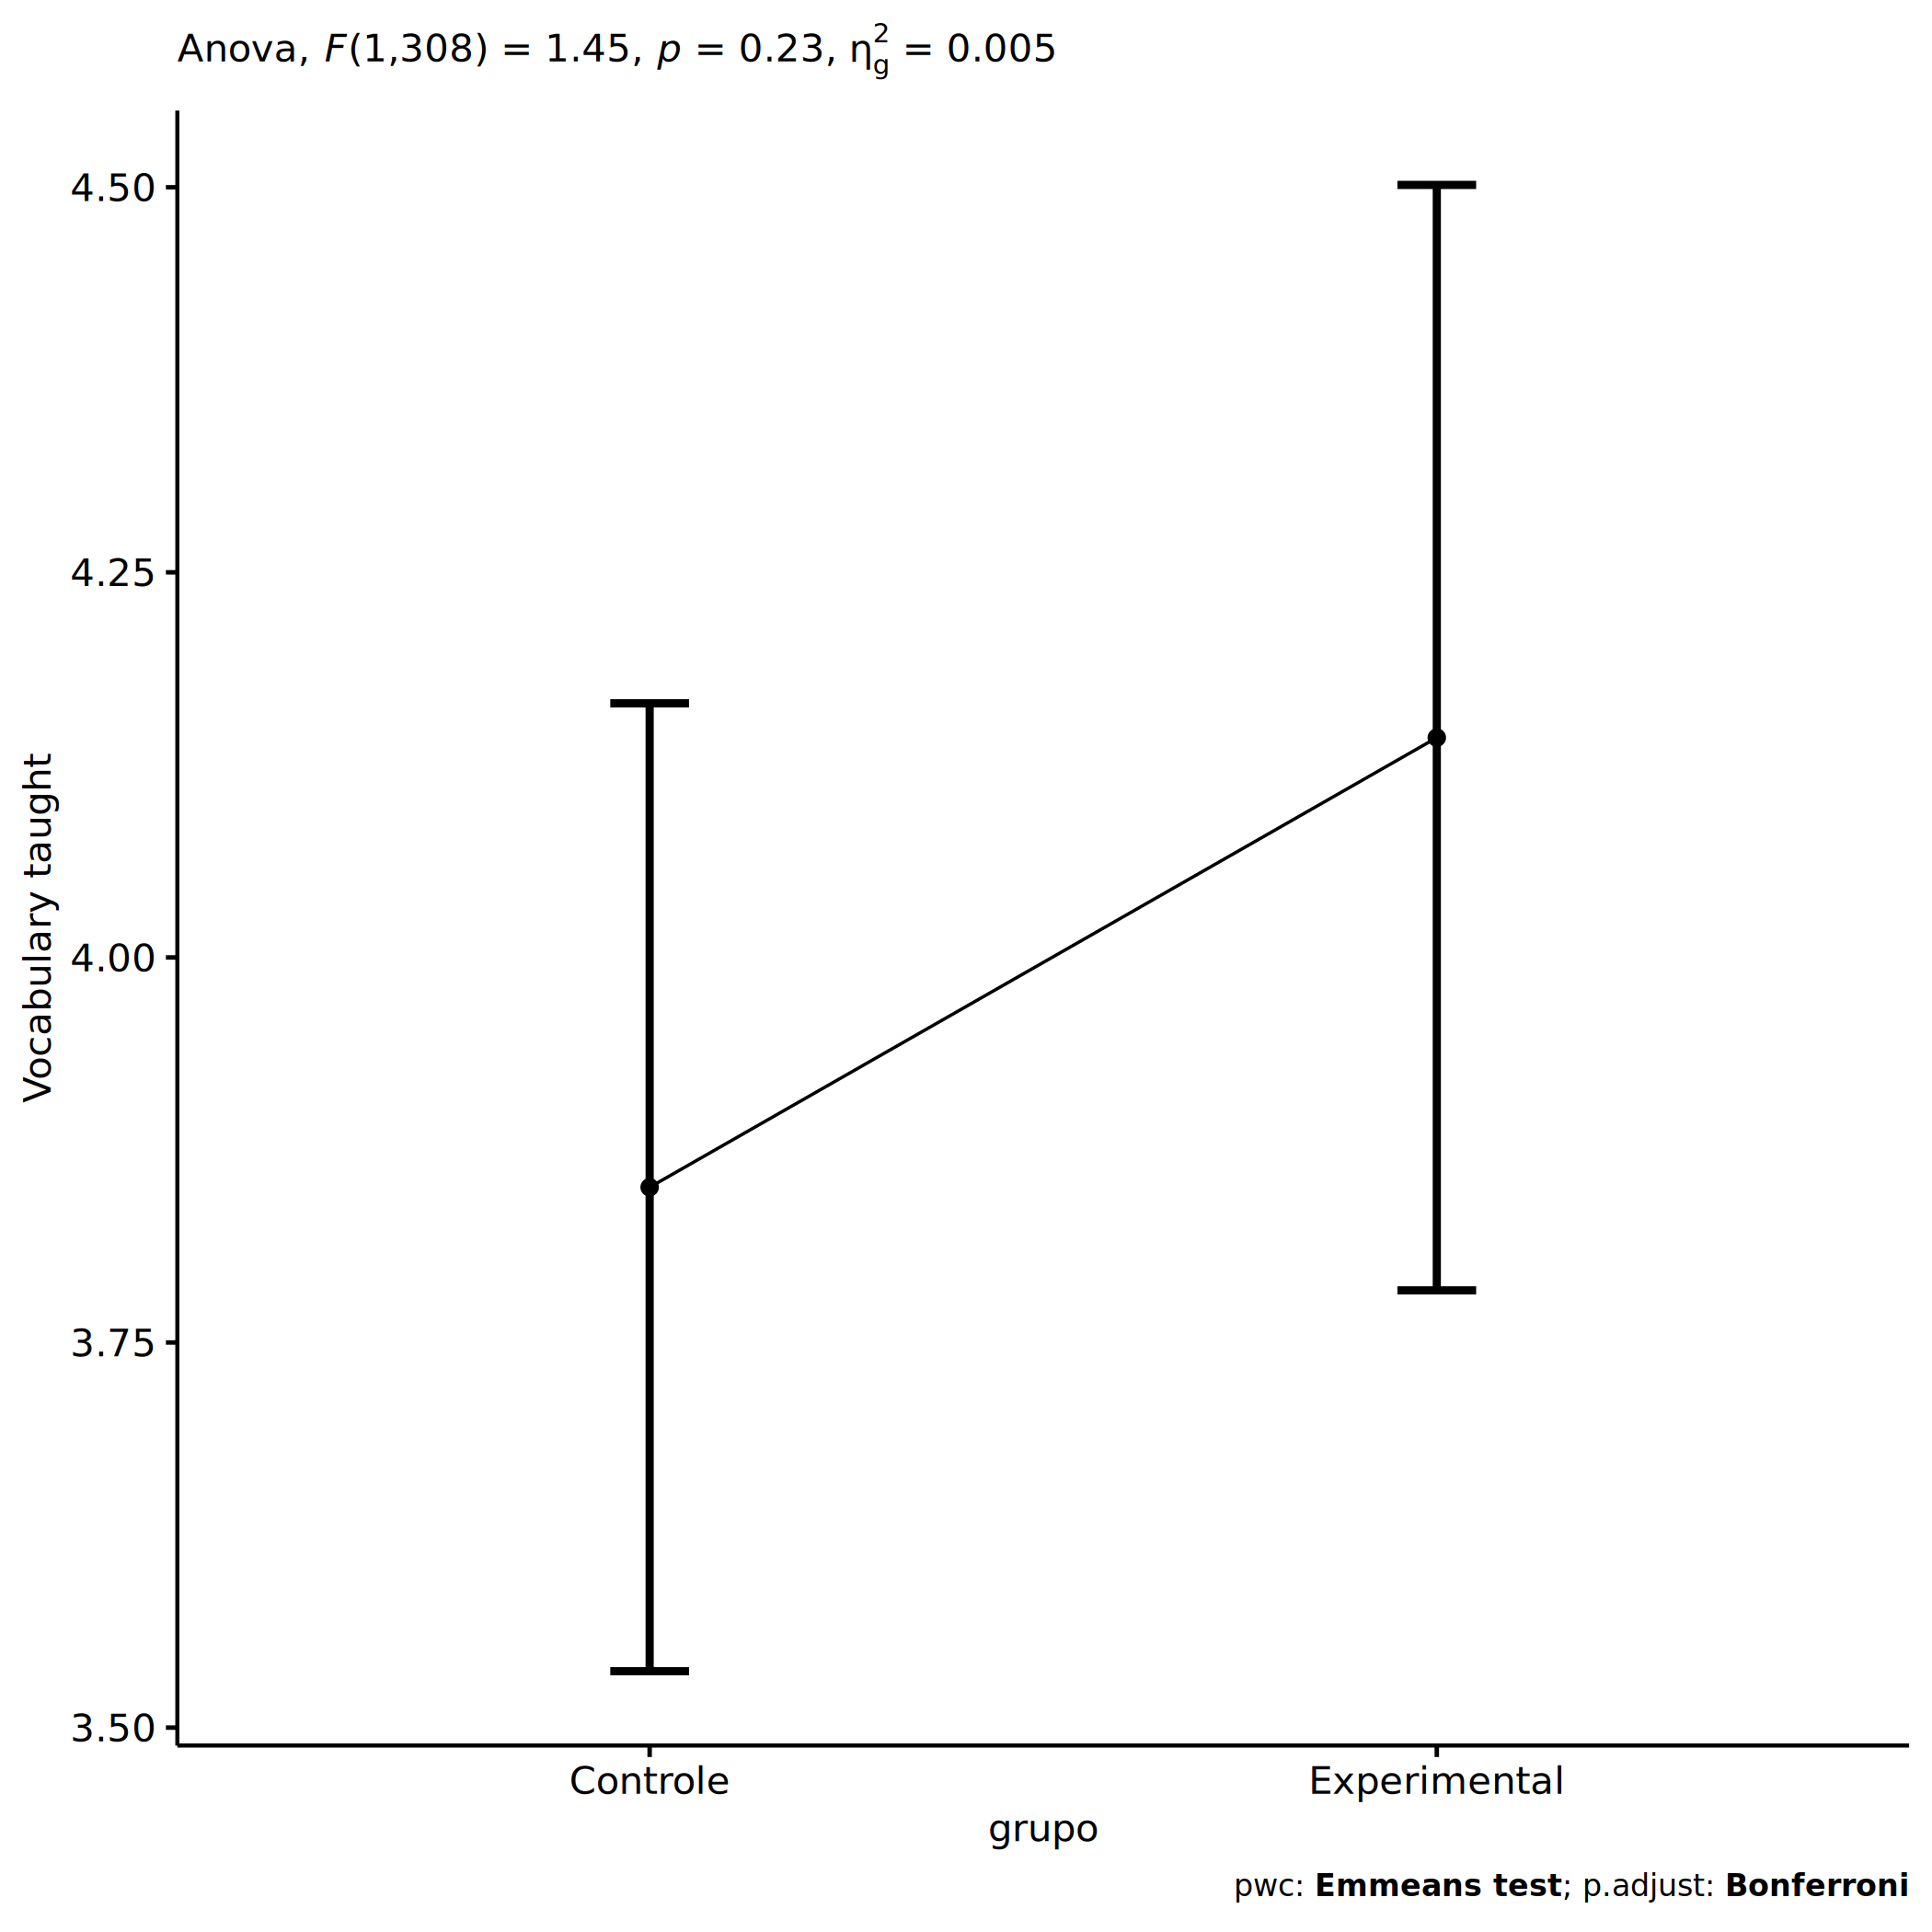 Anova, F(1,308) = 1.45, p = 0.23, η²g = 0.005
4.50
4.25
4.00
3.75
3.50
Vocabulary taught
Controle Experimental
grupo
pwc: Emmeans test; p.adjust: Bonferroni